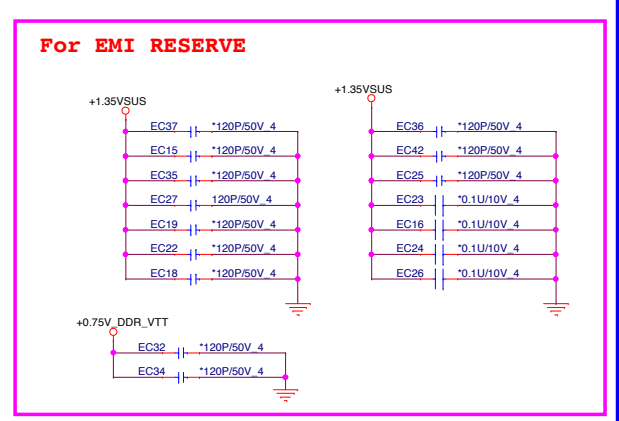 For EMI RESERVE
+1.35VSUS
EC37 *120P/50V_4
EC15 *120P/50V_4
EC35 *120P/50V_4
EC27 120P/50V_4
EC19 *120P/50V_4
EC22 *120P/50V_4
EC18 *120P/50V_4
+1.35VSUS
EC36 *120P/50V_4
EC42 *120P/50V_4
EC25 *120P/50V_4
EC23 *0.1U/10V_4
EC16 *0.1U/10V_4
EC24 *0.1U/10V_4
EC26 *0.1U/10V_4
+0.75V_DDR_VTT
EC32 *120P/50V_4
EC34 *120P/50V_4